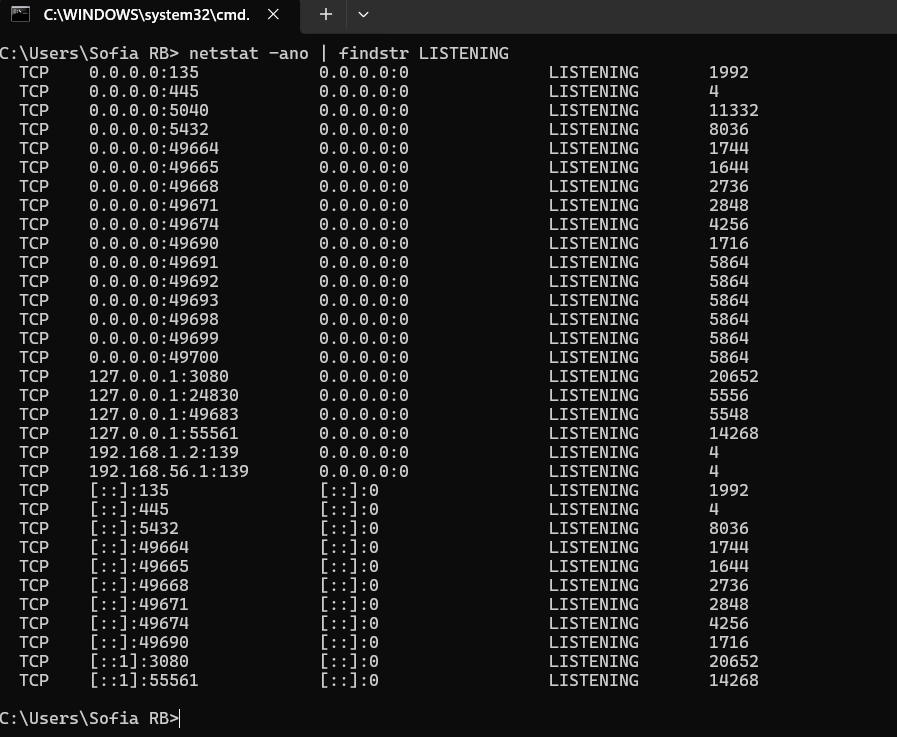 C:\WINDOWS\system32\cmd.
C:\Users\Sofia RB> netstat -ano | findstr LISTENING
TCP 0.0.0.0:135 0.0.0.0:0 LISTENING 1992
TCP 0.0.0.0:445 0.0.0.0:0 LISTENING 4
TCP 0.0.0.0:5040 0.0.0.0:0 LISTENING 11332
TCP 0.0.0.0:5432 0.0.0.0:0 LISTENING 8036
TCP 0.0.0.0:49664 0.0.0.0:0 LISTENING 1744
TCP 0.0.0.0:49665 0.0.0.0:0 LISTENING 1644
TCP 0.0.0.0:49668 0.0.0.0:0 LISTENING 2736
TCP 0.0.0.0:49671 0.0.0.0:0 LISTENING 2848
TCP 0.0.0.0:49674 0.0.0.0:0 LISTENING 4256
TCP 0.0.0.0:49690 0.0.0.0:0 LISTENING 1716
TCP 0.0.0.0:49691 0.0.0.0:0 LISTENING 5864
TCP 0.0.0.0:49692 0.0.0.0:0 LISTENING 5864
TCP 0.0.0.0:49693 0.0.0.0:0 LISTENING 5864
TCP 0.0.0.0:49698 0.0.0.0:0 LISTENING 5864
TCP 0.0.0.0:49699 0.0.0.0:0 LISTENING 5864
TCP 0.0.0.0:49700 0.0.0.0:0 LISTENING 5864
TCP 127.0.0.1:3080 0.0.0.0:0 LISTENING 20652
TCP 127.0.0.1:24830 0.0.0.0:0 LISTENING 5556
TCP 127.0.0.1:49683 0.0.0.0:0 LISTENING 5548
TCP 127.0.0.1:55561 0.0.0.0:0 LISTENING 14268
TCP 192.168.1.2:139 0.0.0.0:0 LISTENING 4
TCP 192.168.56.1:139 0.0.0.0:0 LISTENING 4
TCP [::]:135 [::]:0 LISTENING 1992
TCP [::]:445 [::]:0 LISTENING 4
TCP [::]:5432 [::]:0 LISTENING 8036
TCP [::]:49664 [::]:0 LISTENING 1744
TCP [::]:49665 [::]:0 LISTENING 1644
TCP [::]:49668 [::]:0 LISTENING 2736
TCP [::]:49671 [::]:0 LISTENING 2848
TCP [::]:49674 [::]:0 LISTENING 4256
TCP [::]:49690 [::]:0 LISTENING 1716
TCP [::1]:3080 [::]:0 LISTENING 20652
TCP [::1]:55561 [::]:0 LISTENING 14268
C:\Users\Sofia RB>